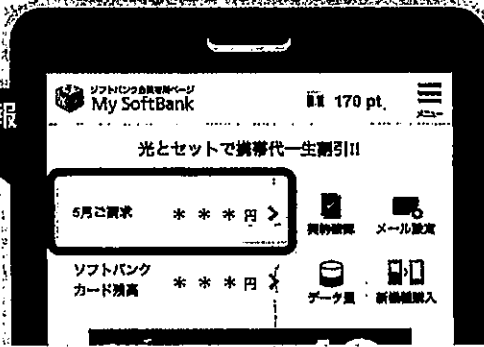 報
ソフトバンク会員専用ページ
My SoftBank
170 pt
メニュー
光とセットで携帯代一生割引!!
5月ご請求
＊＊＊円
契約確認
メール設定
ソフトバンク
カード残高
＊＊＊円
データ量
新機種購入